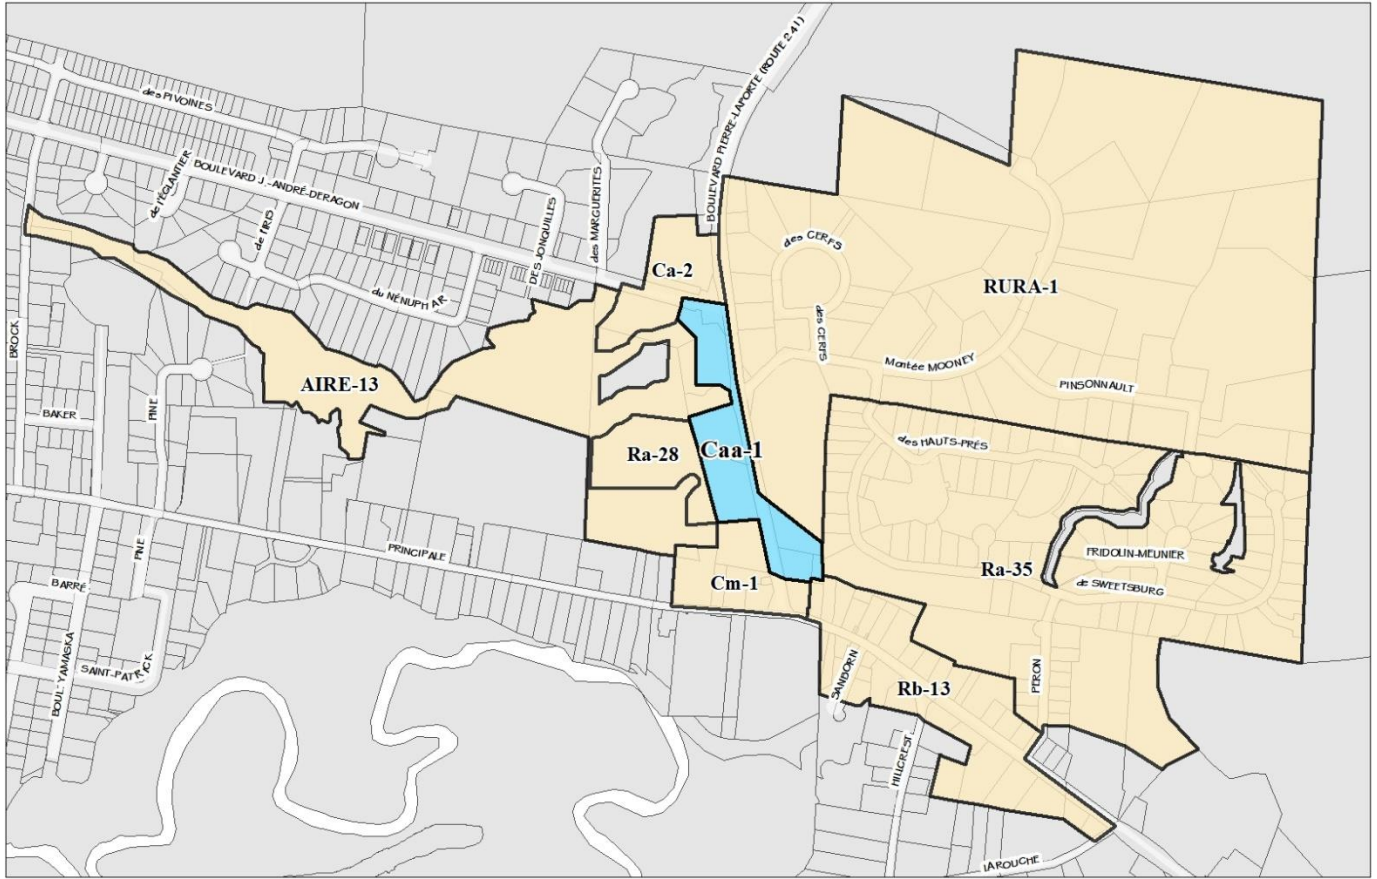 BOULEVARD PIERRE-LAPORTE (ROUTE 241)
des PIVOINES
de l'ÉGLANTIER
BOULEVARD J.-ANDRÉ-DERAGON
de l'IRIS
DES JONQUILLES
des MARGUERITES
du NÉNUPHAR
des CERFS
des CERFS
Ca-2
RURA-1
Montée MOONEY
PINSONNAULT
BROCK
AIRE-13
BAKER
PINE
des HAUTS-PRÉS
Ra-28
Caa-1
PRINCIPALE
PINE
FRIDOLIN-MEUNIER
Ra-35
de SWEETSBURG
Cm-1
BARRÉ
SAINT-PATRICK
BOUL. YAMASKA
SANDORN
Rb-13
PERON
HILLCREST
LAROUCHE